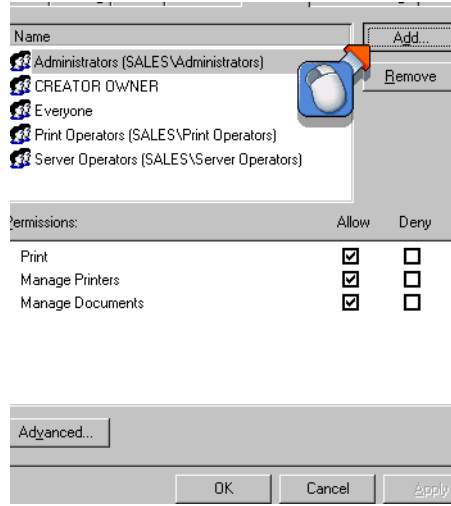 Name
Add...
Administrators (SALES\Administrators)
Remove
CREATOR OWNER
Everyone
Print Operators (SALES\Print Operators)
Server Operators (SALES\Server Operators)
Permissions: Allow Deny
Print
Manage Printers
Manage Documents
Advanced...
OK Cancel Apply